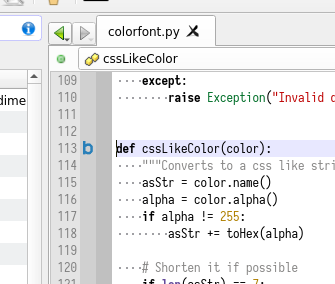 colorfont.py
cssLikeColor
dime
109 except:
110 raise Exception("Invalid
111
112
113 def cssLikeColor(color):
114 """Converts to a css like stri
115 asStr = color.name()
116 alpha = color.alpha()
117 if alpha != 255:
118 asStr += toHex(alpha)
119
120 # Shorten it if possible
121 if len(asStr) == 7: